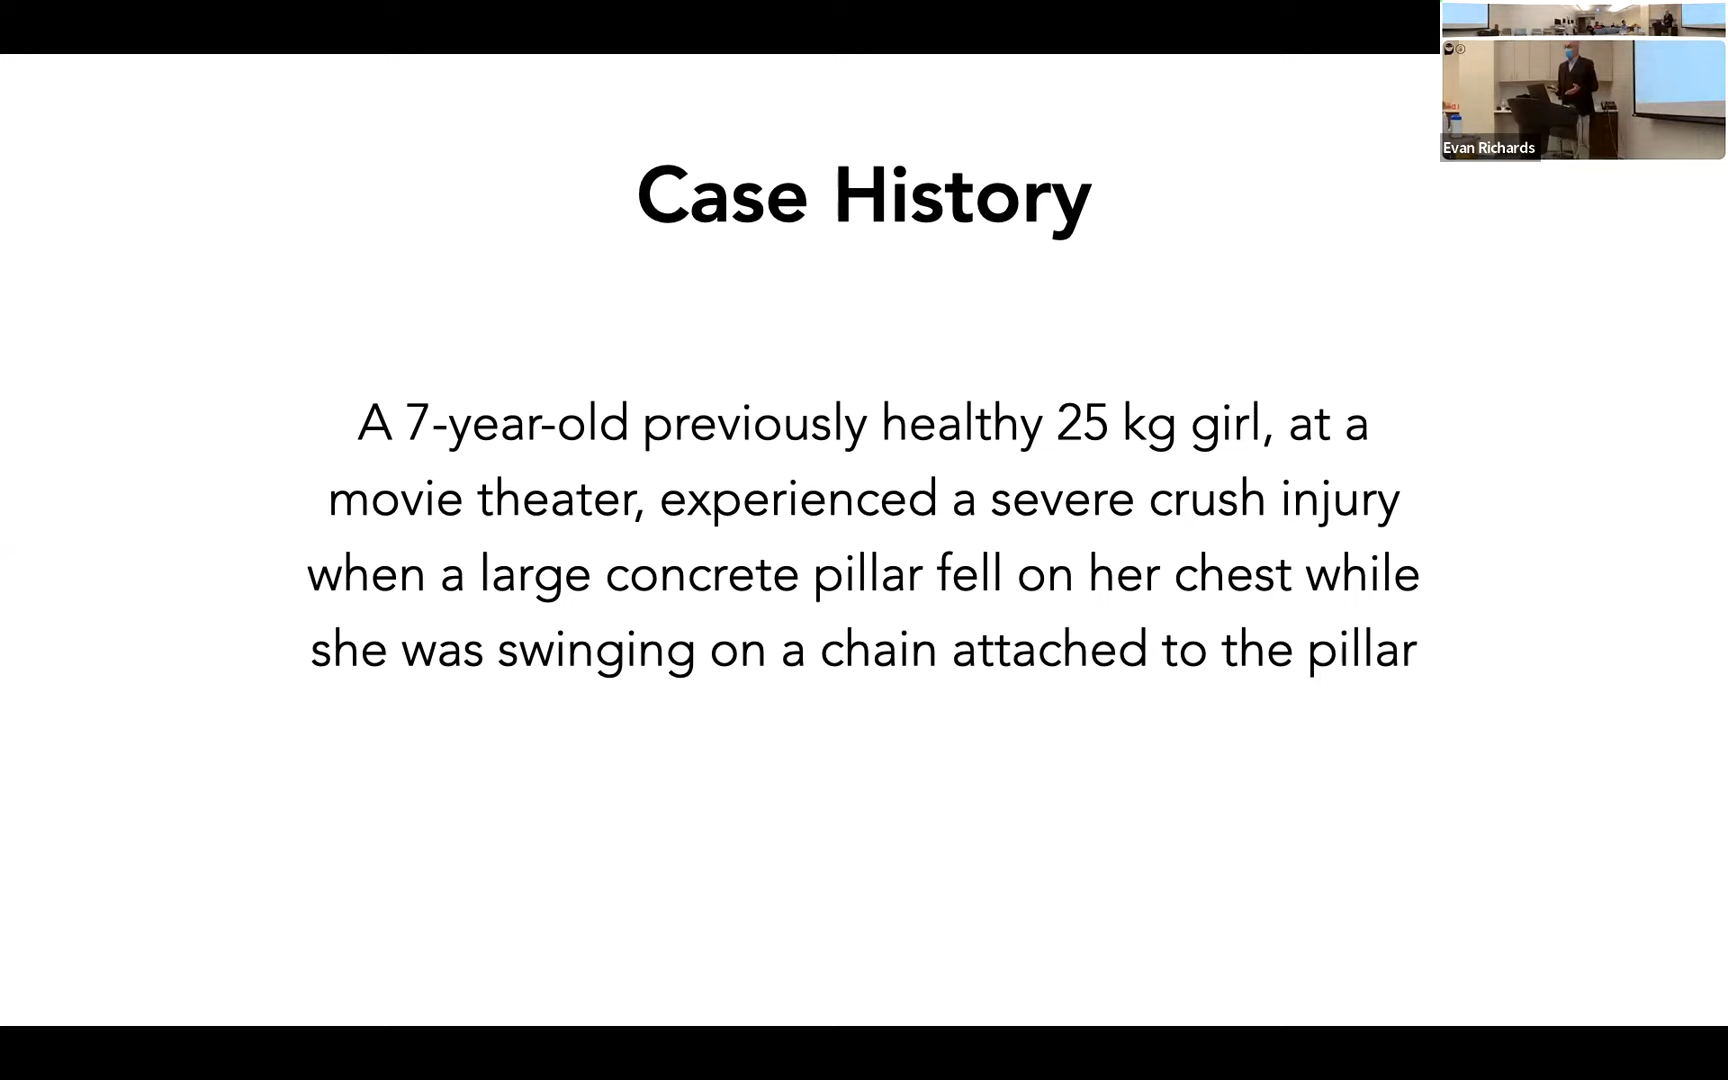 Case History
A 7-year-old previously healthy 25 kg girl, at a
movie theater, experienced a severe crush injury
when a large concrete pillar fell on her chest while
she was swinging on a chain attached to the pillar
Evan Richards